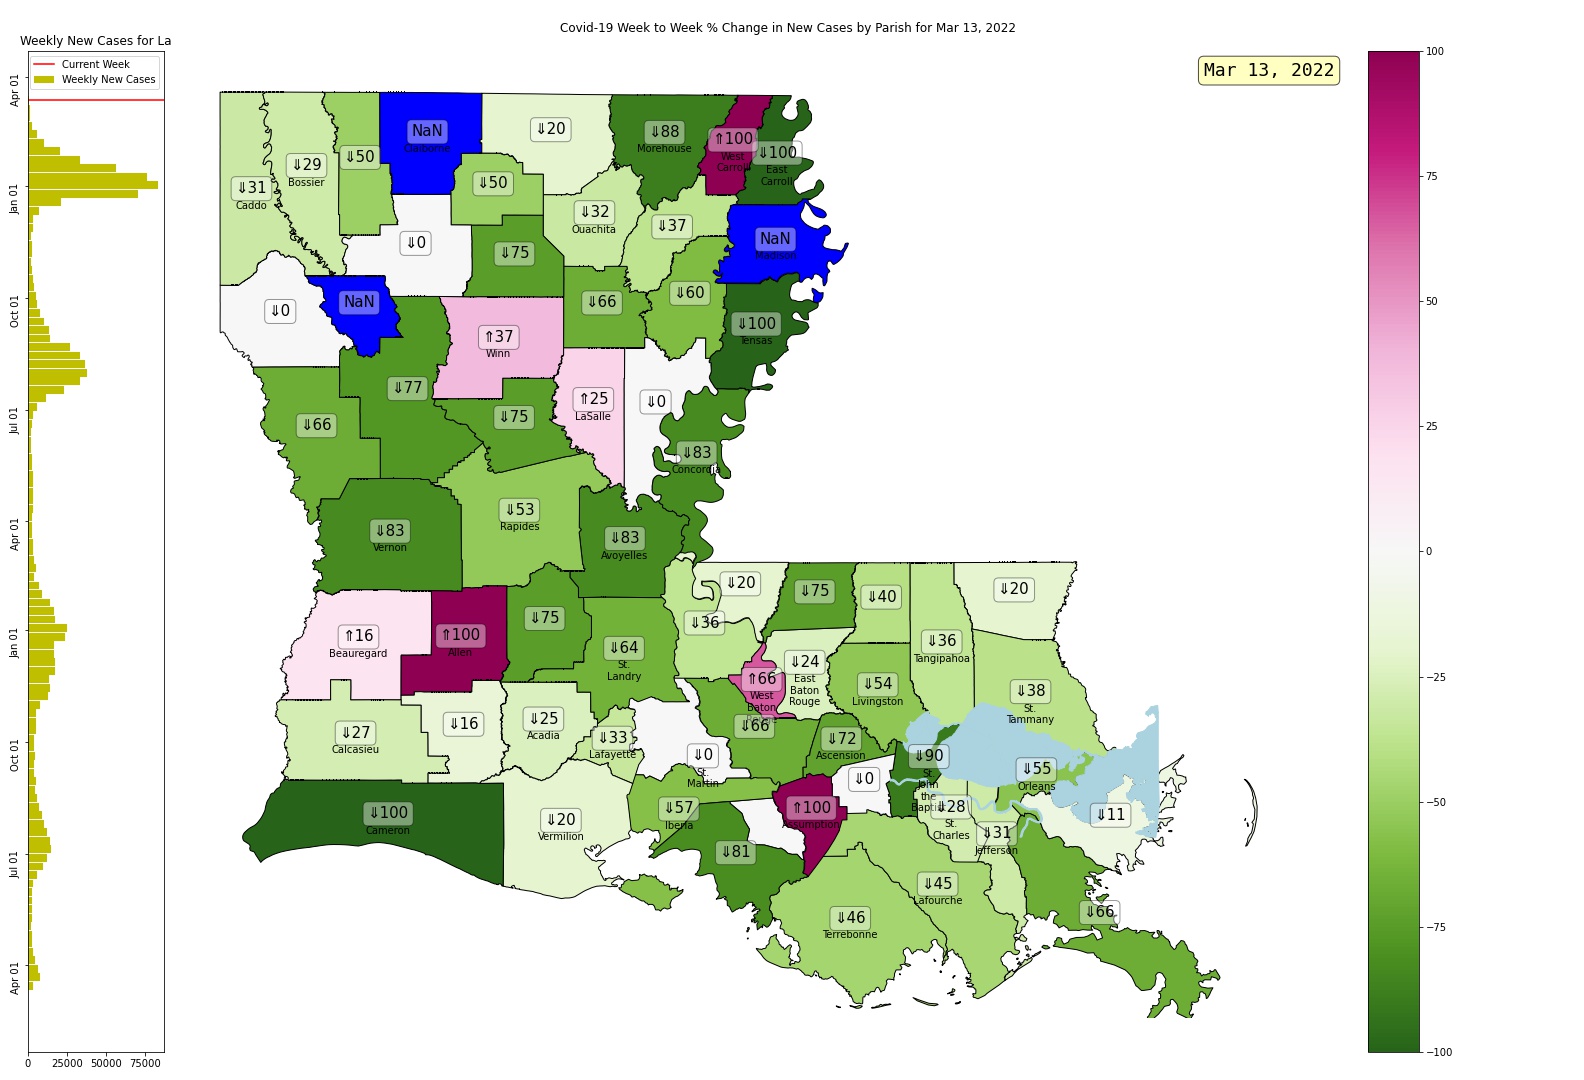 Covid-19 Week to Week % Change in New Cases by Parish for Mar 13, 2022
Weekly New Cases for La
Current Week
Weekly New Cases
Apr 01
Jan 01
Oct 01
Jul 01
Apr 01
Jan 01
Oct 01
Jul 01
Apr 01
0 25000 50000 75000
Mar 13, 2022
⇓31
Caddo
⇓29
Bossier
⇓50
NaN
Claiborne
⇓20
⇓88
Morehouse
⇑100
West
Carroll
⇓100
East
Carroll
⇓50
⇓0
⇓75
⇓32
Ouachita
⇓37
NaN
Madison
⇓0
NaN
⇑37
Winn
⇓66
⇓60
⇓100
Tensas
⇓77
⇓66
⇓75
⇑25
LaSalle
⇓0
⇓83
Concordia
⇓83
Vernon
⇓53
Rapides
⇓83
Avoyelles
⇑16
Beauregard
⇑100
Allen
⇓75
⇓64
St.
Landry
⇓36
⇓20
⇓75
⇓40
⇓36
Tangipahoa
⇓20
⇓27
Calcasieu
⇓16
⇓25
Acadia
⇓33
Lafayette
⇓0
St.
Martin
⇑66
West
Baton
Rouge
⇓66
⇓24
East
Baton
Rouge
⇓54
Livingston
⇓38
St.
Tammany
⇓72
Ascension
⇓0
⇓90
St.
John
the
Baptist
⇓28
St.
Charles
⇓55
Orleans
⇓11
⇓100
Cameron
⇓20
Vermilion
⇓57
Iberia
⇑100
Assumption
⇓81
⇓31
Jefferson
⇓45
Lafourche
⇓46
Terrebonne
⇓66
100
75
50
25
0
−25
−50
−75
−100